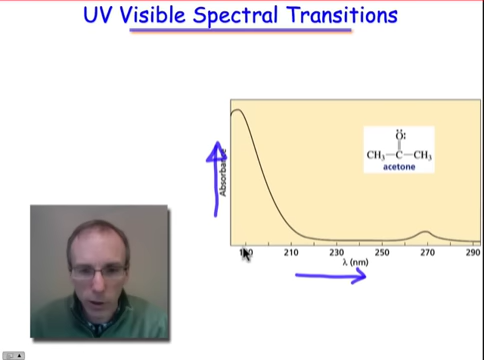 UV Visible Spectral Transitions
Absorbance
:Ö:
||
CH₃—C—CH₃
acetone
210 230 250 270 290
λ (nm)